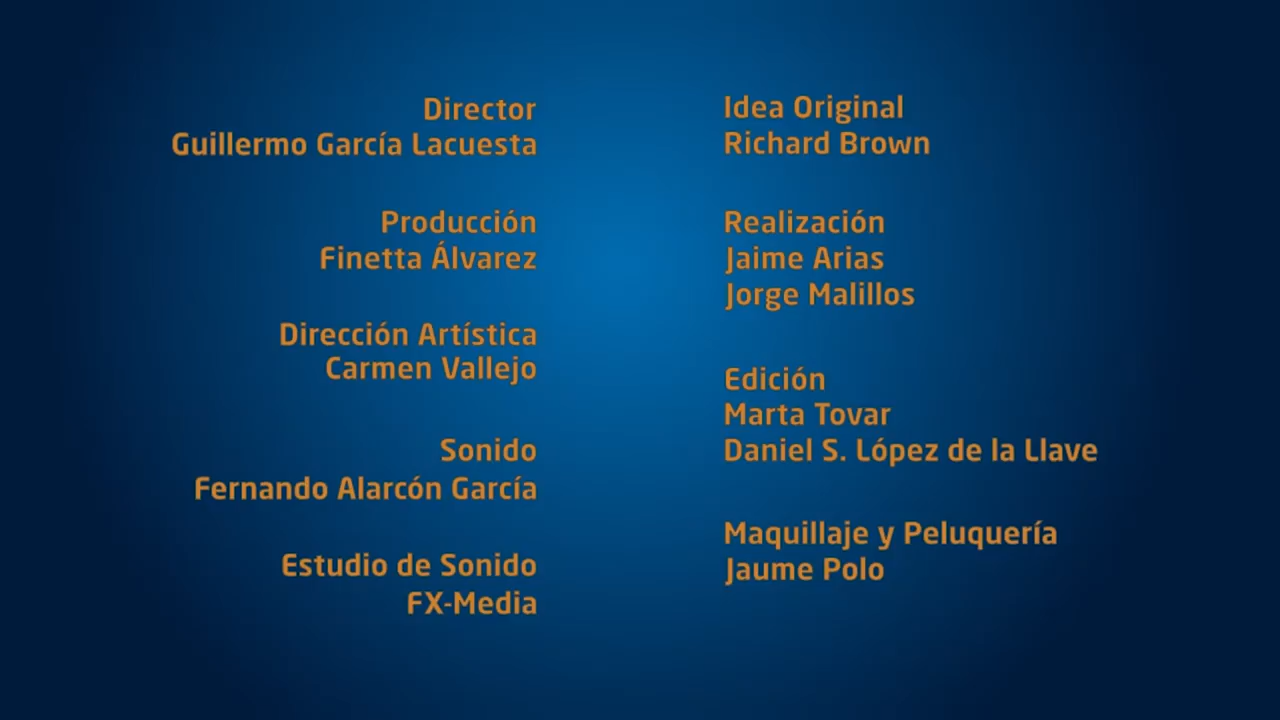 Director
Guillermo García Lacuesta
Producción
Finetta Álvarez
Dirección Artística
Carmen Vallejo
Sonido
Fernando Alarcón García
Estudio de Sonido
FX-Media
Idea Original
Richard Brown
Realización
Jaime Arias
Jorge Malillos
Edición
Marta Tovar
Daniel S. López de la Llave
Maquillaje y Peluquería
Jaume Polo